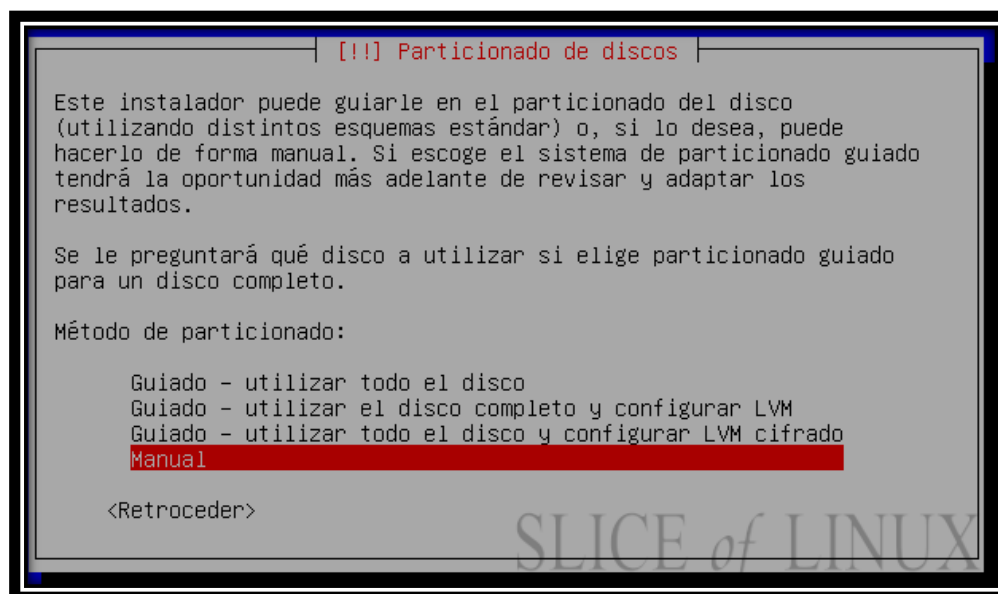 [!!] Particionado de discos
Este instalador puede guiarle en el particionado del disco
(utilizando distintos esquemas estándar) o, si lo desea, puede
hacerlo de forma manual. Si escoge el sistema de particionado guiado
tendrá la oportunidad más adelante de revisar y adaptar los
resultados.
Se le preguntará qué disco a utilizar si elige particionado guiado
para un disco completo.
Método de particionado:
Guiado – utilizar todo el disco
Guiado – utilizar el disco completo y configurar LVM
Guiado – utilizar todo el disco y configurar LVM cifrado
Manual
<Retroceder>
SLICE of LINUX